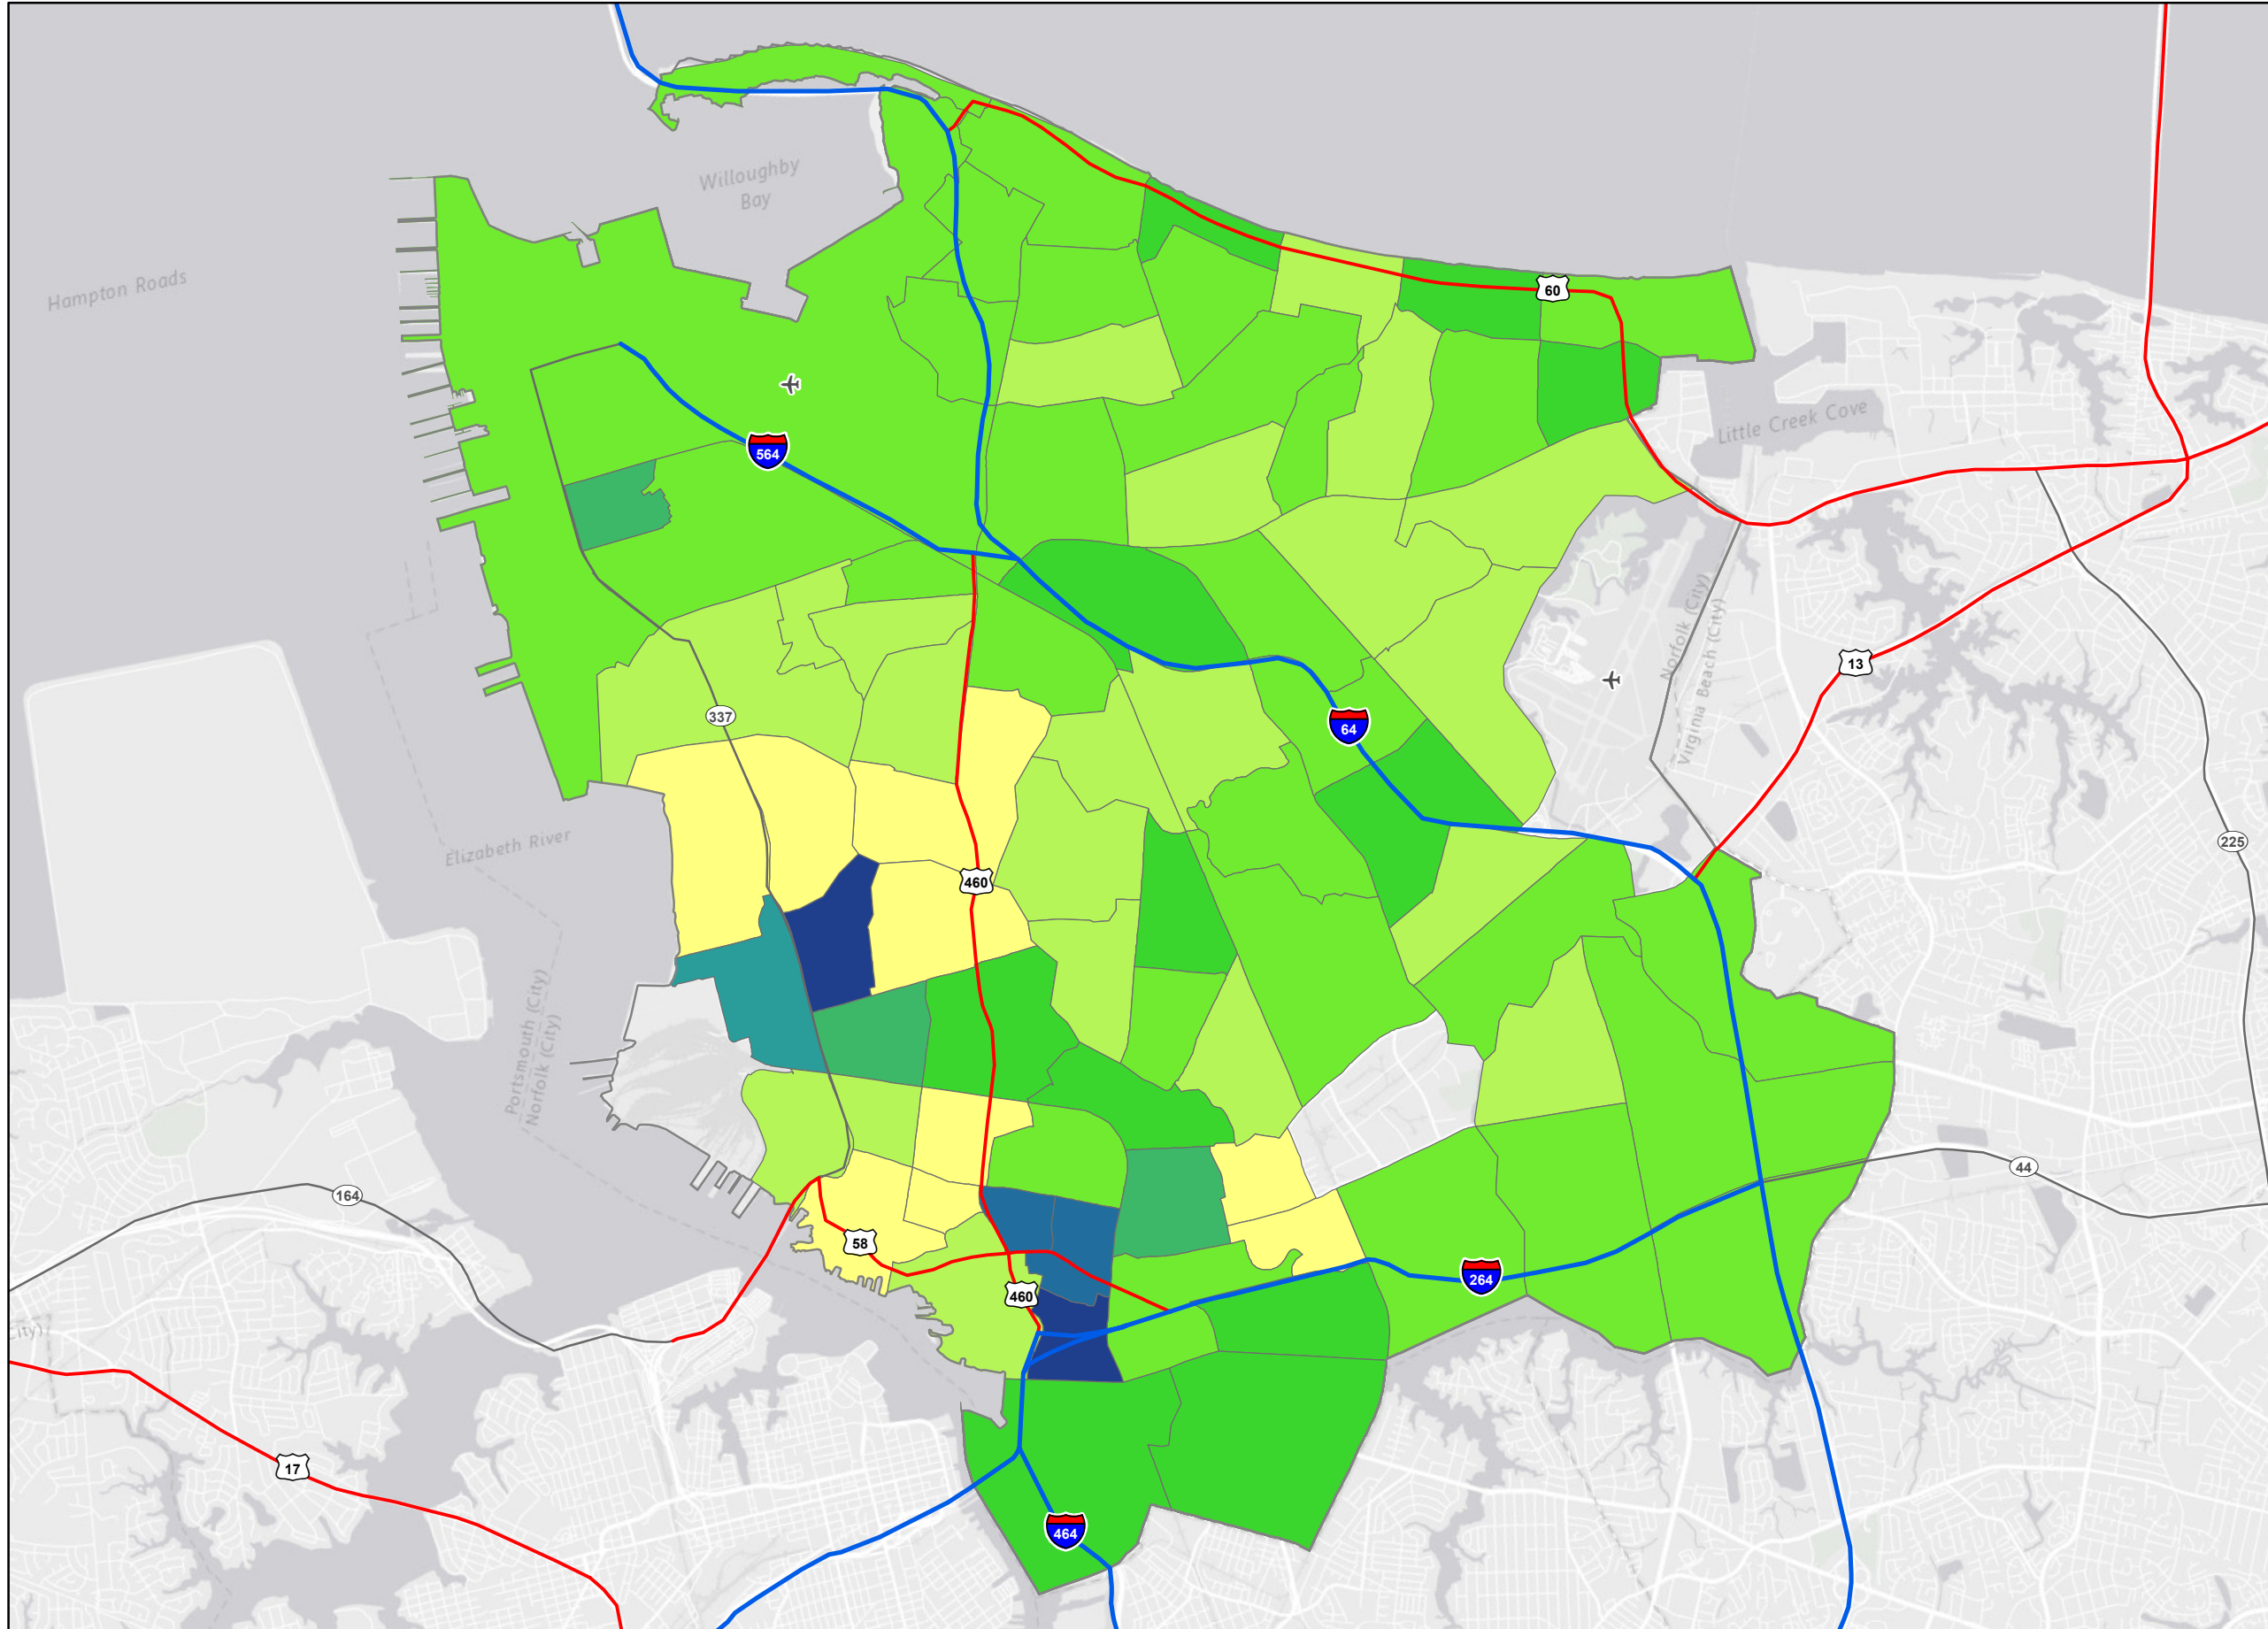 Willoughby
Bay
Hampton Roads
60
Little Creek Cove
564
Norfolk (City)
Virginia Beach (City)
13
337
64
225
Elizabeth River
460
Portsmouth (City)
Norfolk (City)
44
164
58
264
460
ity)
17
464